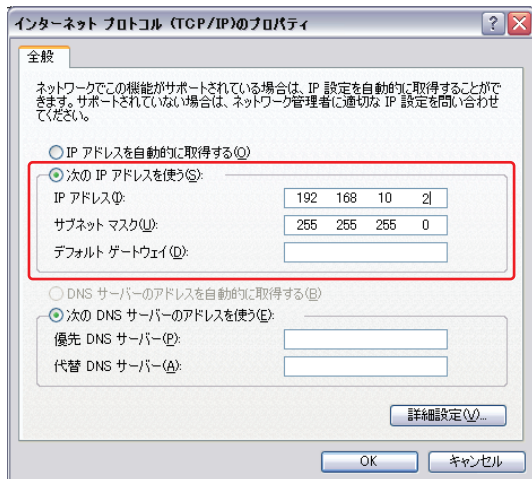 インターネット プロトコル (TCP/IP)のプロパティ
全般
ネットワークでこの機能がサポートされている場合は、IP 設定を自動的に取得することがで
きます。サポートされていない場合は、ネットワーク管理者に適切な IP 設定を問い合わせ
てください。
IP アドレスを自動的に取得する(O)
次の IP アドレスを使う(S):
IP アドレス(I): 192 168 10 2
サブネット マスク(U): 255 255 255 0
デフォルト ゲートウェイ(D):
DNS サーバーのアドレスを自動的に取得する(B)
次の DNS サーバーのアドレスを使う(E):
優先 DNS サーバー(P):
代替 DNS サーバー(A):
詳細設定(V)...
OK キャンセル